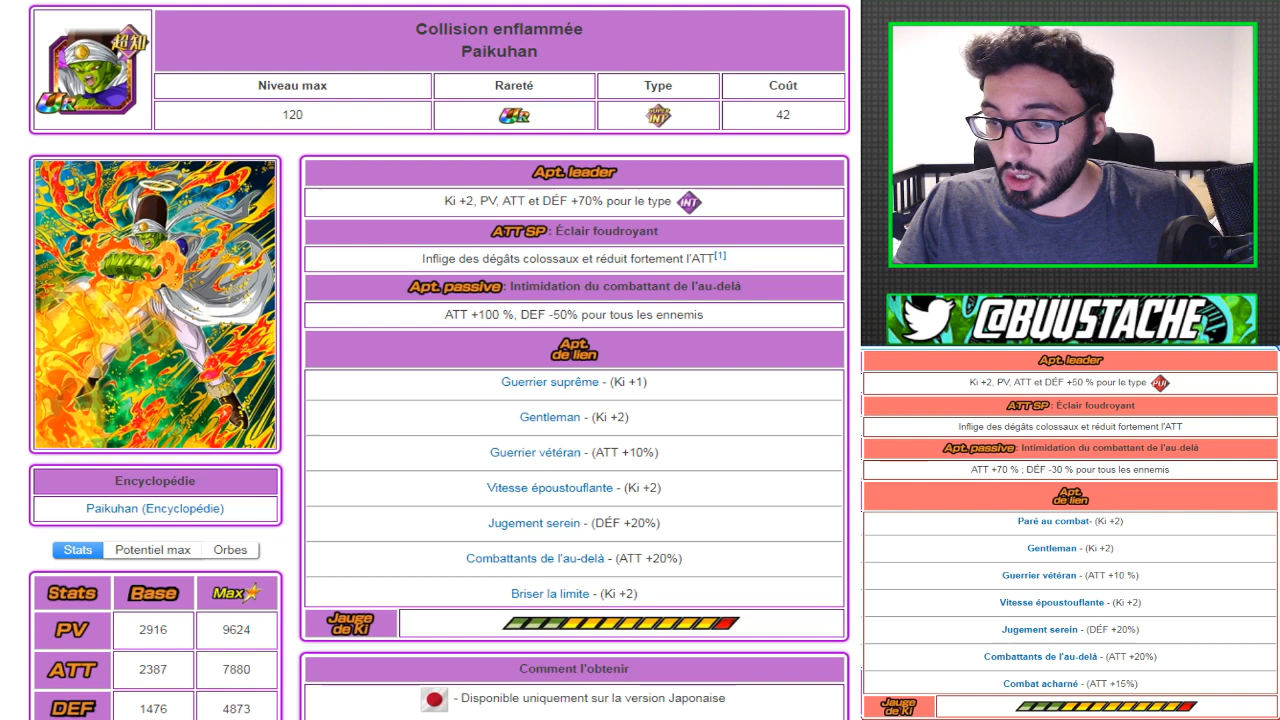 Collision enflammée
Paikuhan
Niveau max Rareté Type Coût
120 UR SUPER INT 42
超知
UR
Apt. leader
Ki +2, PV, ATT et DÉF +70% pour le type INT
ATT SP : Éclair foudroyant
Inflige des dégâts colossaux et réduit fortement l'ATT[1]
Apt. passive : Intimidation du combattant de l'au-delà
ATT +100 %, DEF -50% pour tous les ennemis
Apt. de lien
Guerrier suprême - (Ki +1)
Gentleman - (Ki +2)
Guerrier vétéran - (ATT +10%)
Vitesse époustouflante - (Ki +2)
Jugement serein - (DÉF +20%)
Combattants de l'au-delà - (ATT +20%)
Briser la limite - (Ki +2)
Jauge de Ki
Comment l'obtenir
- Disponible uniquement sur la version Japonaise
Encyclopédie
Paikuhan (Encyclopédie)
Stats Potentiel max Orbes
Stats Base Max
PV 2916 9624
ATT 2387 7880
DEF 1476 4873
@BUUSTACHE
Apt. leader
Ki +2, PV, ATT et DÉF +50 % pour le type PUI
ATT SP : Éclair foudroyant
Inflige des dégâts colossaux et réduit fortement l'ATT
Apt. passive: Intimidation du combattant de l'au-delà
ATT +70 % ; DÉF -30 % pour tous les ennemis
Apt. de lien
Paré au combat- (Ki +2)
Gentleman - (Ki +2)
Guerrier vétéran - (ATT +10 %)
Vitesse époustouflante - (Ki +2)
Jugement serein - (DÉF +20%)
Combattants de l'au-delà - (ATT +20%)
Combat acharné - (ATT +15%)
Jauge de Ki